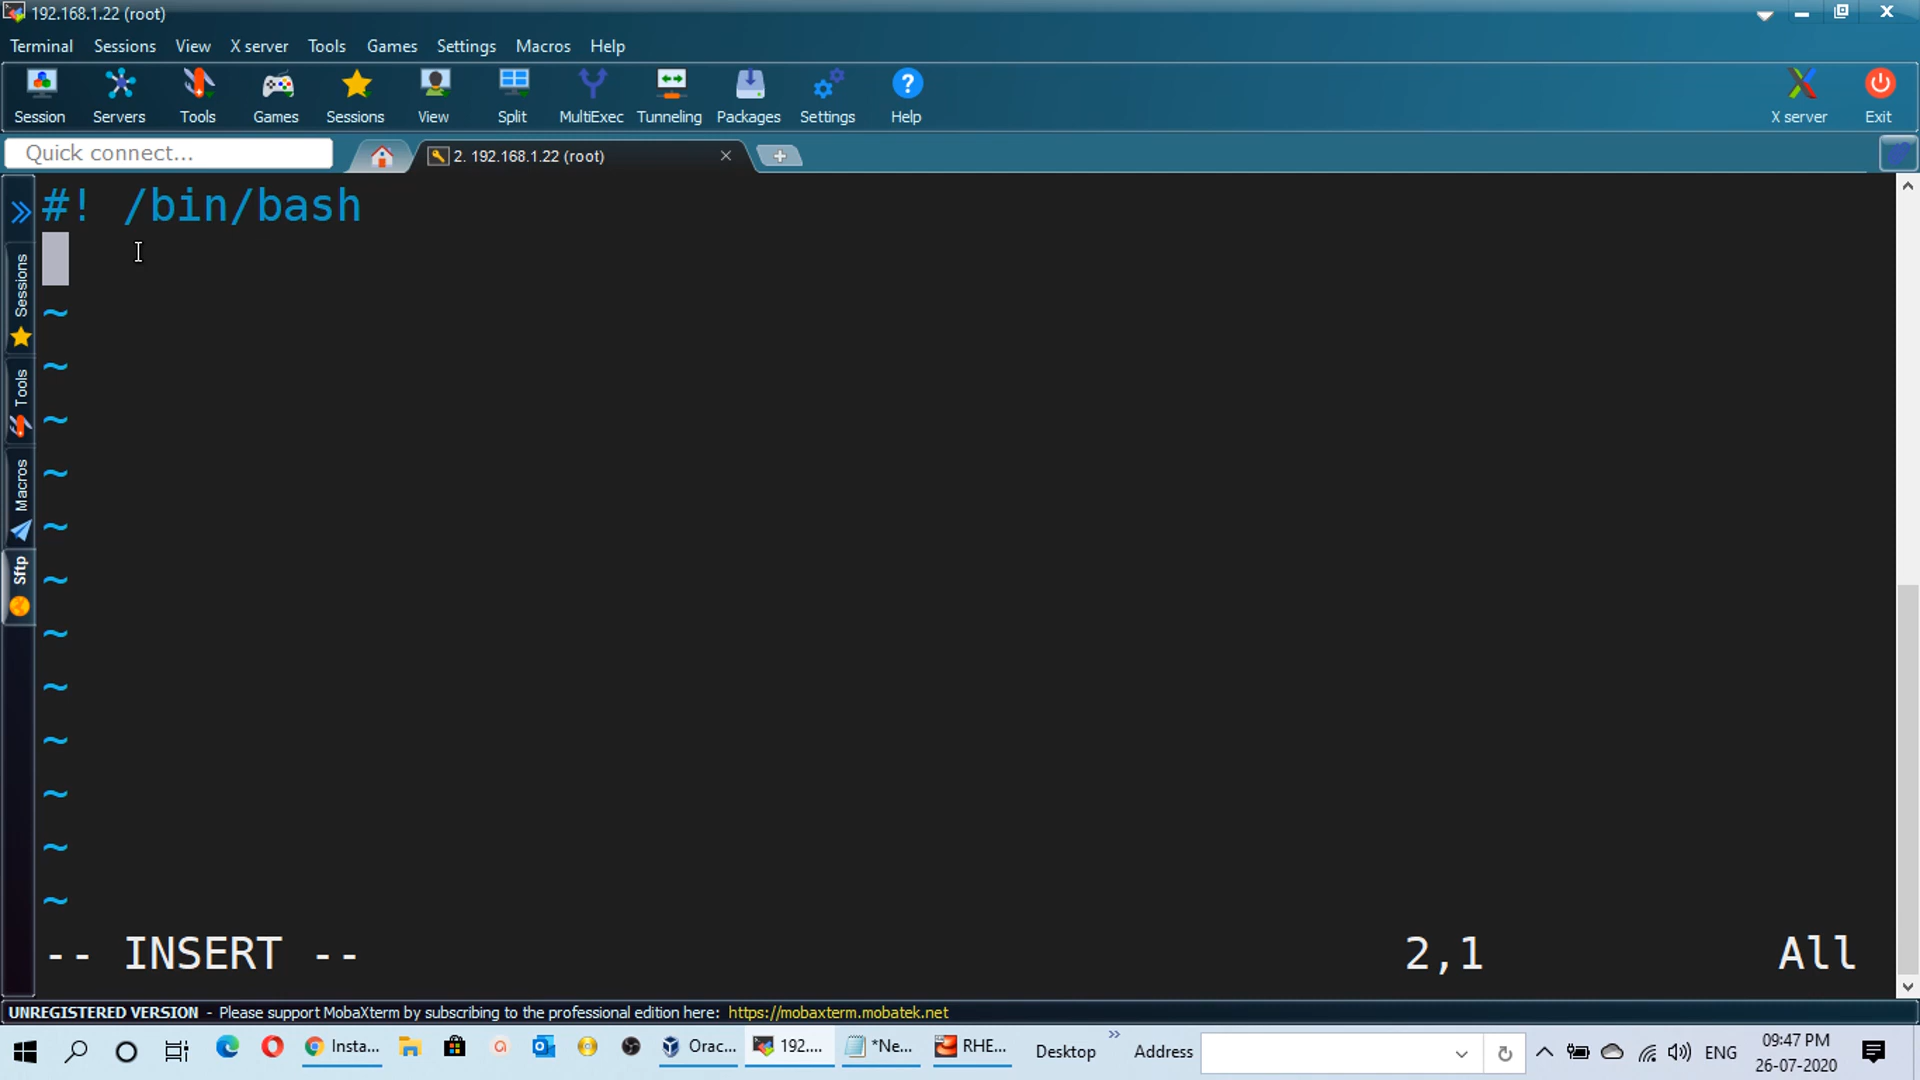 192.168.1.22 (root)
Terminal Sessions View X server Tools Games Settings Macros Help
Session Servers Tools Games Sessions View Split MultiExec Tunneling Packages Settings Help X server Exit
Quick connect... 2. 192.168.1.22 (root)
#! /bin/bash
Sessions
Tools
Macros
Sftp
~
~
~
~
~
~
~
~
~
~
~
~
-- INSERT -- 2,1 All
UNREGISTERED VERSION - Please support MobaXterm by subscribing to the professional edition here: https://mobaxterm.mobatek.net
Insta... Orac... 192.... *Ne... RHE... Desktop Address ENG 09:47 PM
26-07-2020